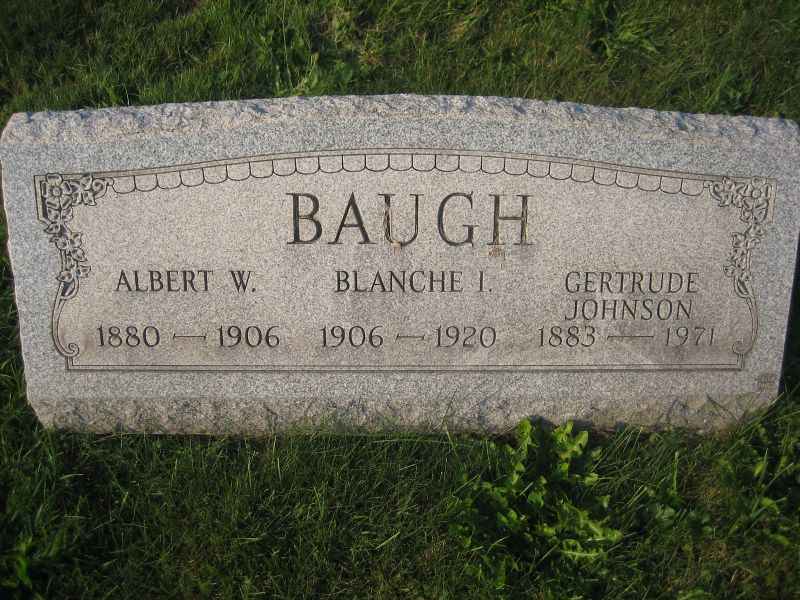 BAUGH
ALBERT W. BLANCHE I. GERTRUDE
JOHNSON
1880 — 1906 1906 — 1920 1883 — 1971